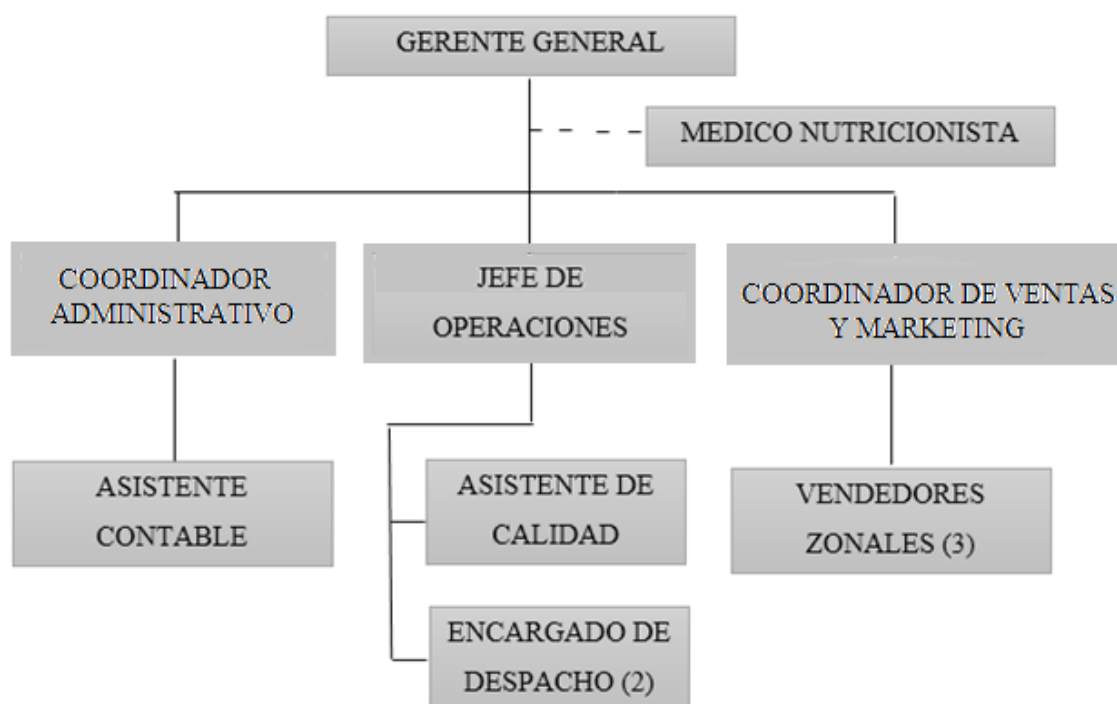 GERENTE GENERAL
MEDICO NUTRICIONISTA
COORDINADOR
ADMINISTRATIVO
JEFE DE
OPERACIONES
COORDINADOR DE VENTAS
Y MARKETING
ASISTENTE
CONTABLE
ASISTENTE DE
CALIDAD
VENDEDORES
ZONALES (3)
ENCARGADO DE
DESPACHO (2)